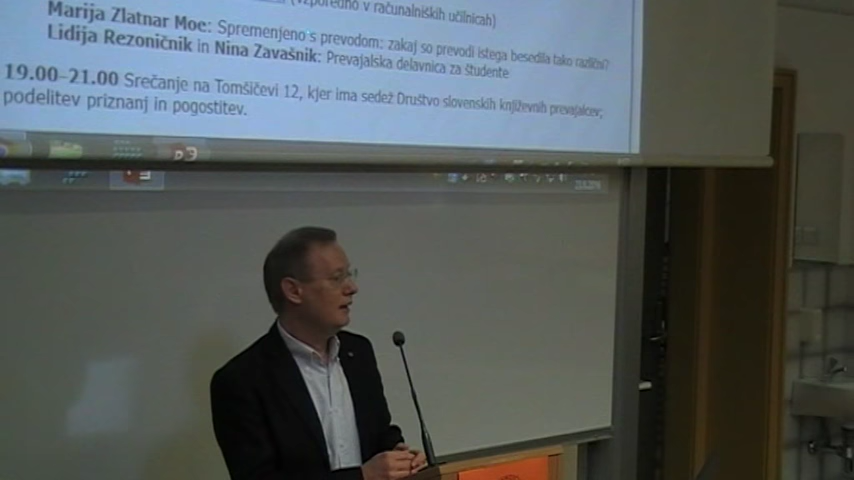 (vzporedno v računalniških učilnicah)
Marija Zlatnar Moe: Spremenjeno s prevodom: zakaj so prevodi istega besedila tako različni?
Lidija Rezoničnik in Nina Zavašnik: Prevajalska delavnica za študente
19.00–21.00 Srečanje na Tomšičevi 12, kjer ima sedež Društvo slovenskih književnih prevajalcev;
podelitev priznanj in pogostitev.